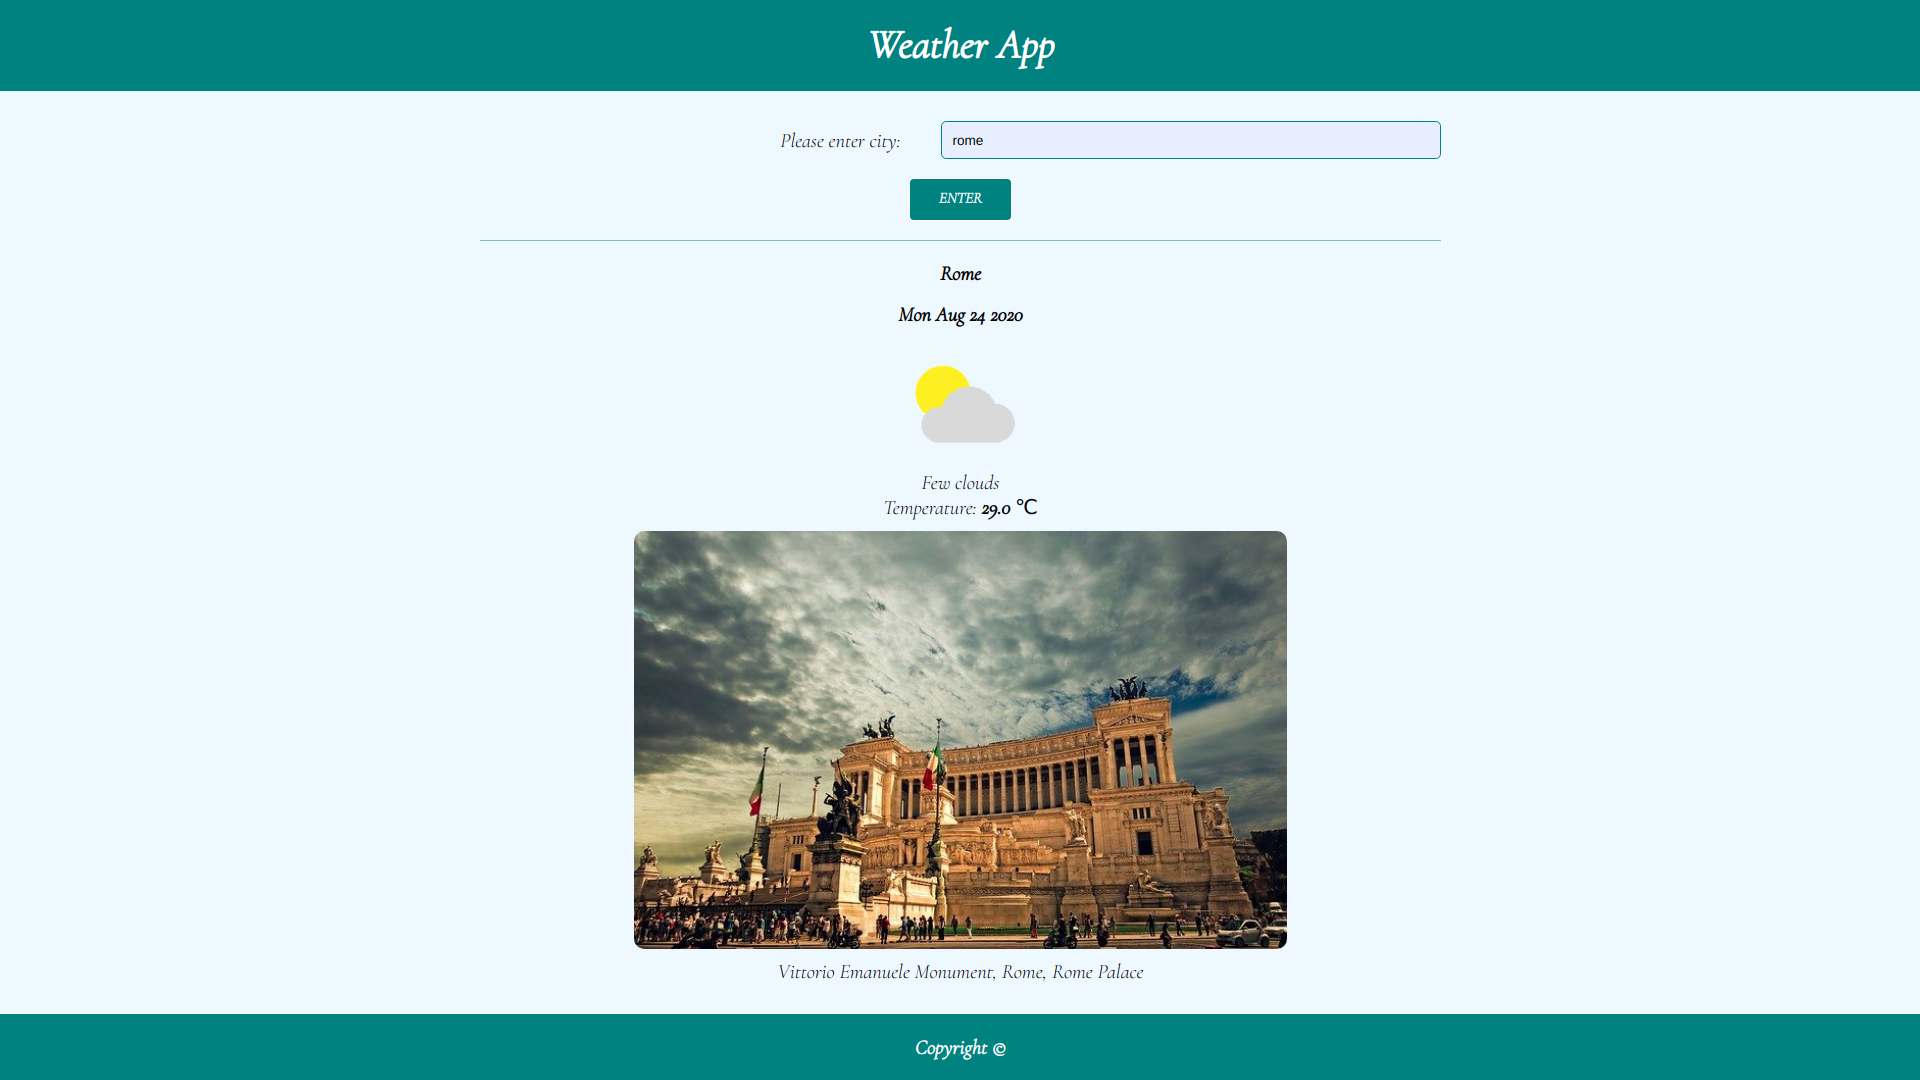 Weather App
Please enter city: rome
ENTER
Rome
Mon Aug 24 2020
Few clouds
Temperature: 29.0 °C
Vittorio Emanuele Monument, Rome, Rome Palace
Copyright ©